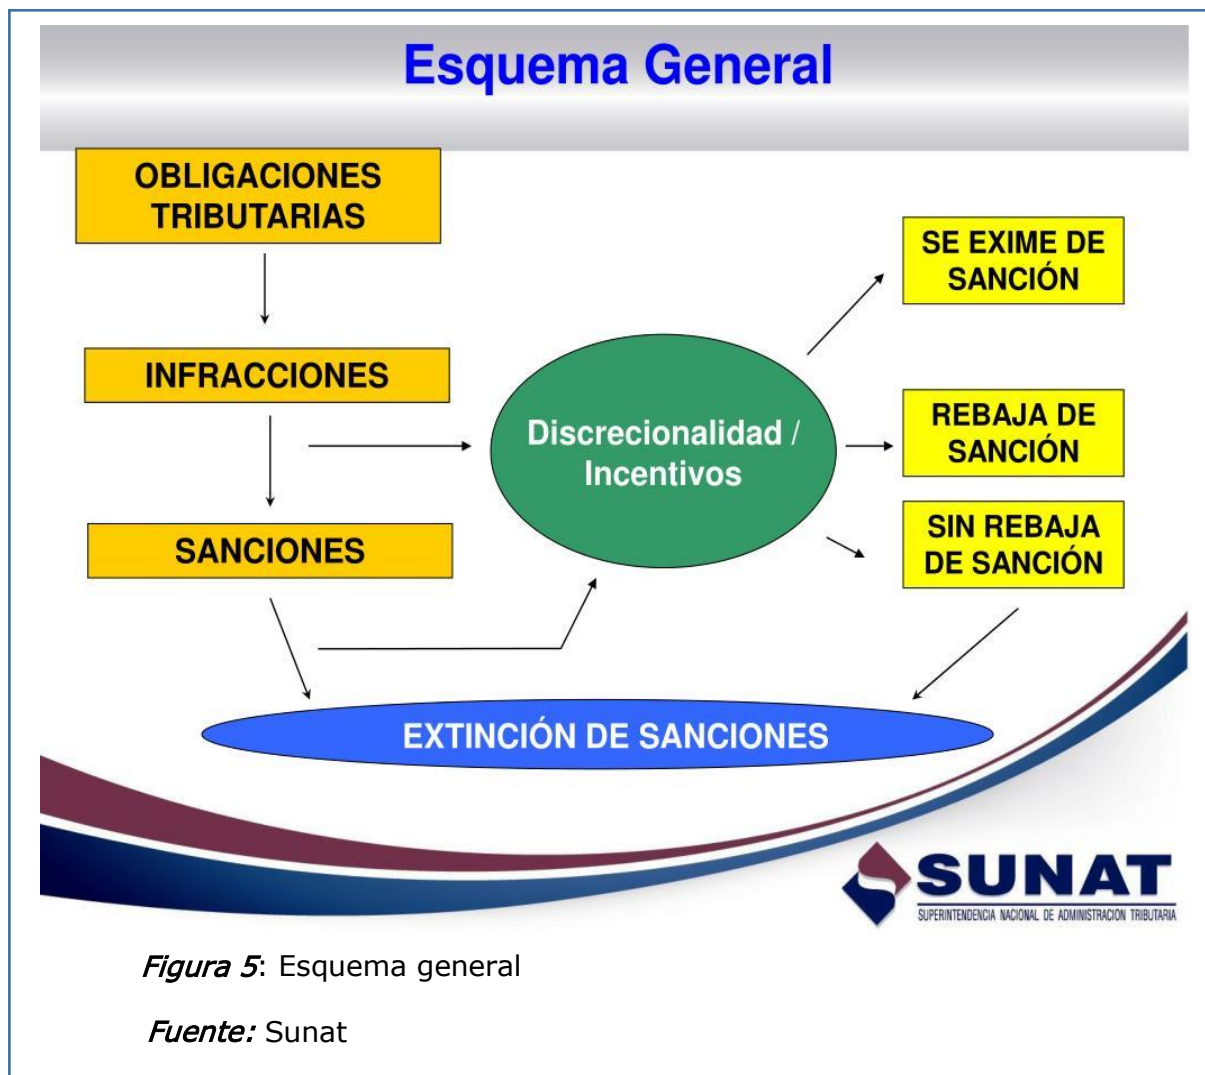 Esquema General
OBLIGACIONES
TRIBUTARIAS
INFRACCIONES
SANCIONES
Discrecionalidad /
Incentivos
SE EXIME DE
SANCIÓN
REBAJA DE
SANCIÓN
SIN REBAJA
DE SANCIÓN
EXTINCIÓN DE SANCIONES
SUNAT
SUPERINTENDENCIA NACIONAL DE ADMINISTRACIÓN TRIBUTARIA
Figura 5: Esquema general
Fuente: Sunat